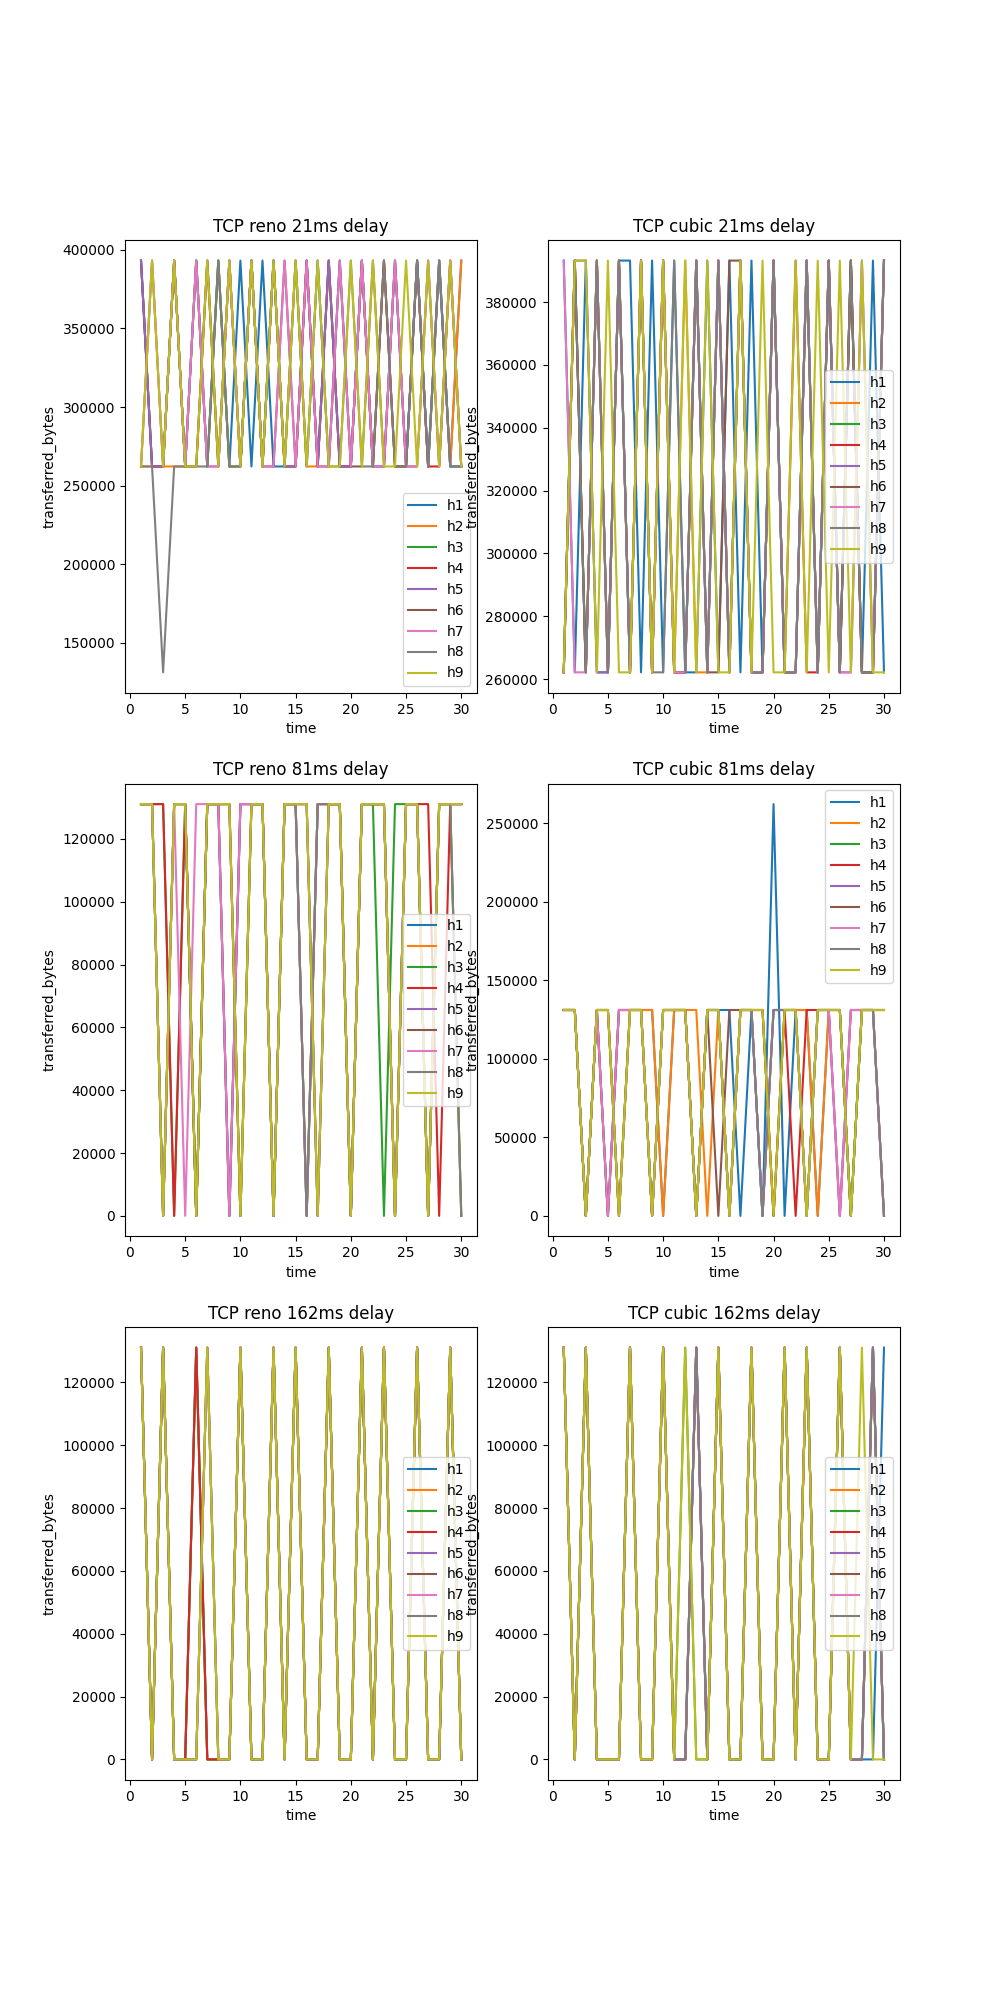 TCP reno 21ms delay
400000
350000
300000
250000
200000
150000
transferred_bytes
0 5 10 15 20 25 30
time
h1
h2
h3
h4
h5
h6
h7
h8
h9
TCP cubic 21ms delay
380000
360000
340000
320000
300000
280000
260000
transferred_bytes
0 5 10 15 20 25 30
time
h1
h2
h3
h4
h5
h6
h7
h8
h9
TCP reno 81ms delay
120000
100000
80000
60000
40000
20000
0
transferred_bytes
0 5 10 15 20 25 30
time
h1
h2
h3
h4
h5
h6
h7
h8
h9
TCP cubic 81ms delay
250000
200000
150000
100000
50000
0
transferred_bytes
0 5 10 15 20 25 30
time
h1
h2
h3
h4
h5
h6
h7
h8
h9
TCP reno 162ms delay
120000
100000
80000
60000
40000
20000
0
transferred_bytes
0 5 10 15 20 25 30
time
h1
h2
h3
h4
h5
h6
h7
h8
h9
TCP cubic 162ms delay
120000
100000
80000
60000
40000
20000
0
transferred_bytes
0 5 10 15 20 25 30
time
h1
h2
h3
h4
h5
h6
h7
h8
h9